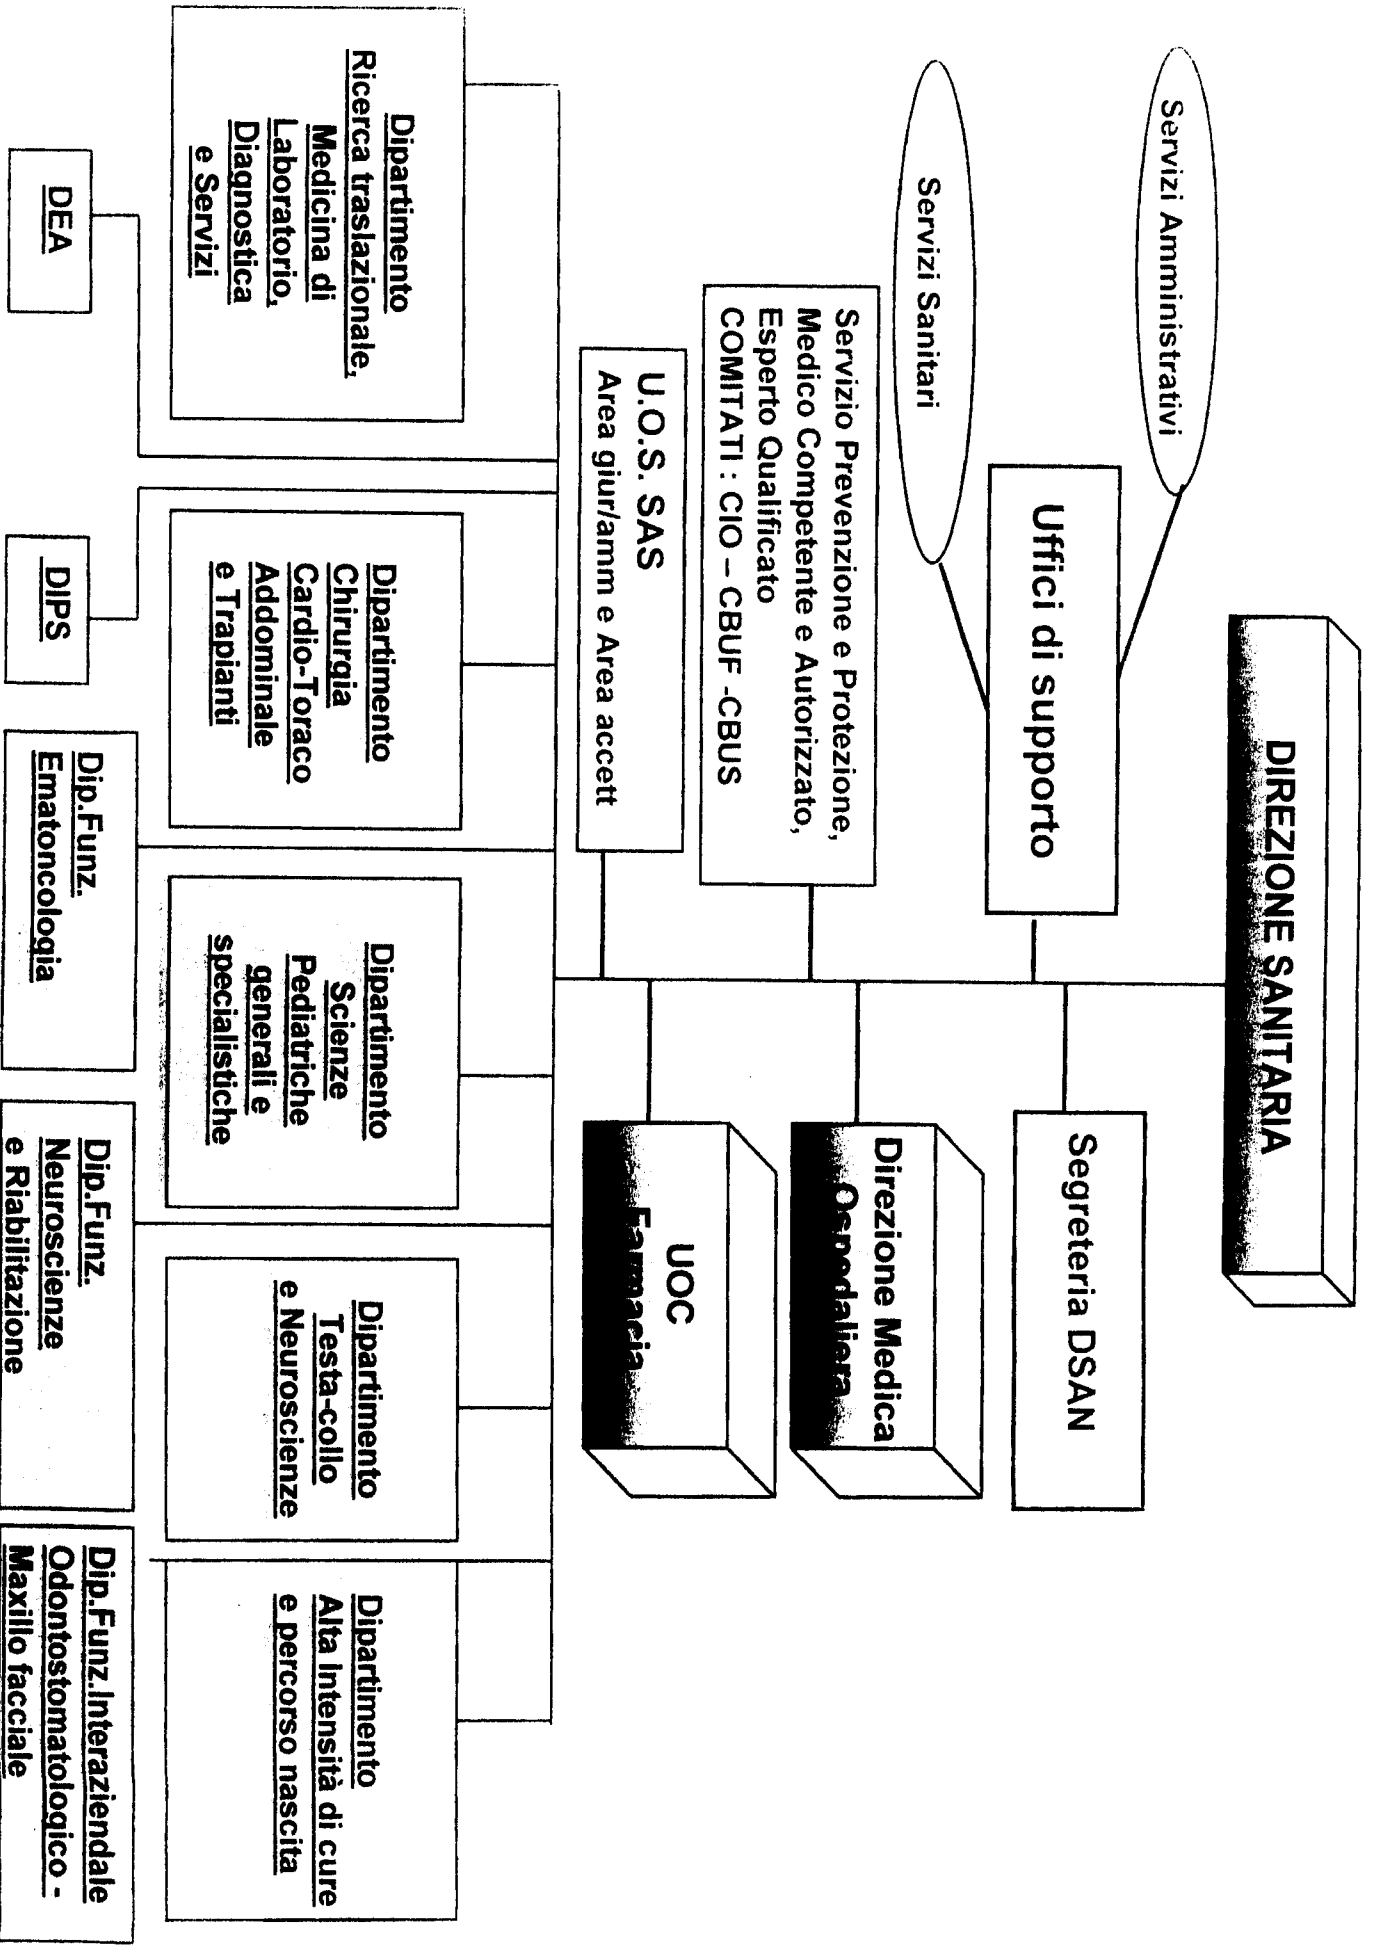 DIREZIONE SANITARIA
Servizi Amministrativi
Servizi Sanitari
Uffici di supporto
Segreteria DSAN
Servizio Prevenzione e Protezione,
Medico Competente e Autorizzato,
Esperto Qualificato
COMITATI : CIO – CBUF -CBUS
Direzione Medica
Ospedaliera
U.O.S. SAS
Area giur/amm e Area accett
UOC
Farmacia
Dipartimento
Ricerca traslazionale,
Medicina di
Laboratorio,
Diagnostica
e Servizi
Dipartimento
Chirurgia
Cardio-Toraco
Addominale
e Trapianti
Dipartimento
Scienze
Pediatriche
generali e
specialistiche
Dipartimento
Testa-collo
e Neuroscienze
Dipartimento
Alta Intensità di cure
e percorso nascita
DEA
DIPS
Dip.Funz.
Ematoncologia
Dip.Funz.
Neuroscienze
e Riabilitazione
Dip.Funz.Interaziendale
Odontostomatologico -
Maxillo facciale